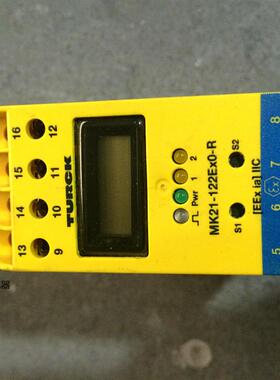 16 12
15 11
14 10
13 9
TURCK
2
1
Pwr
MK21-122Ex0-R
S2
S1
[EEx ia] IIC
8
7
6
5